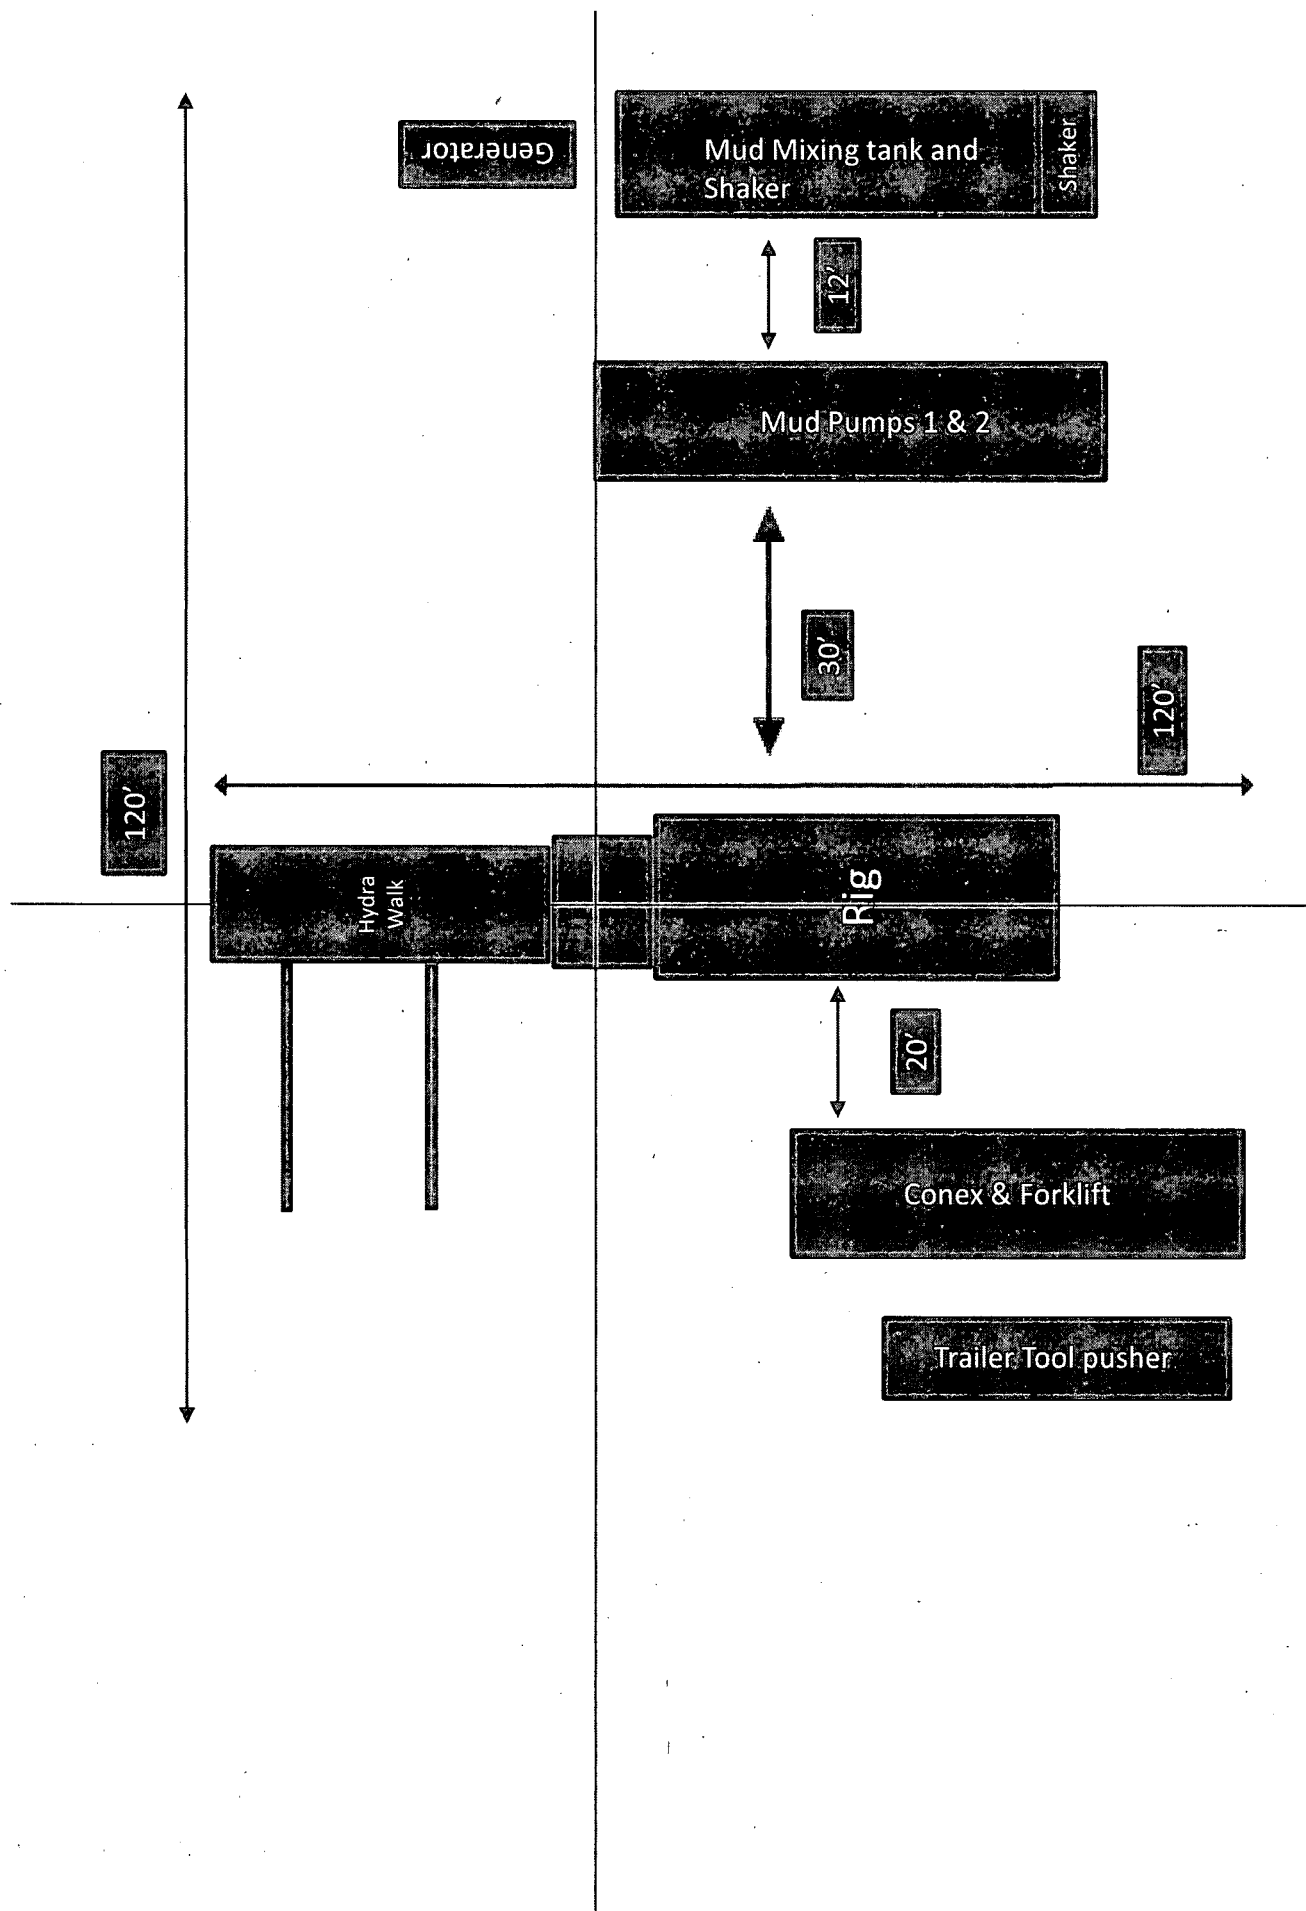 Generator
Mud Mixing tank and
Shaker
Shaker
12'
Mud Pumps 1 & 2
30'
120'
120'
Hydra
Walk
Rig
20'
Conex & Forklift
Trailer Tool pusher